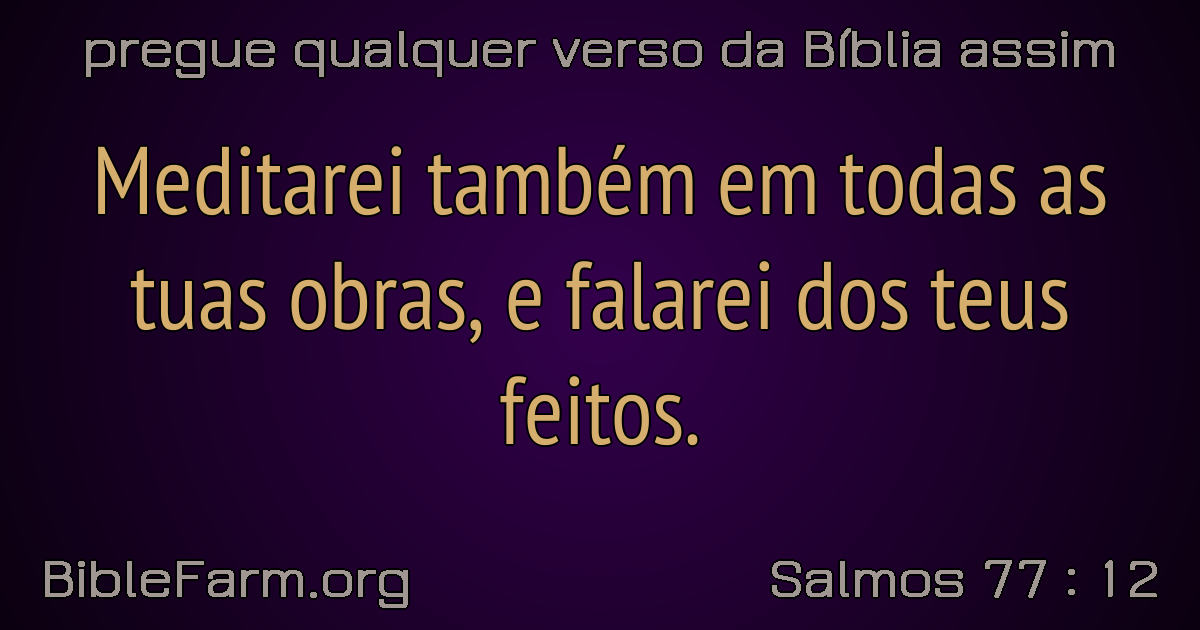 pregue qualquer verso da Bíblia assim
Meditarei também em todas as
tuas obras, e falarei dos teus
feitos.
BibleFarm.org
Salmos 77 : 12